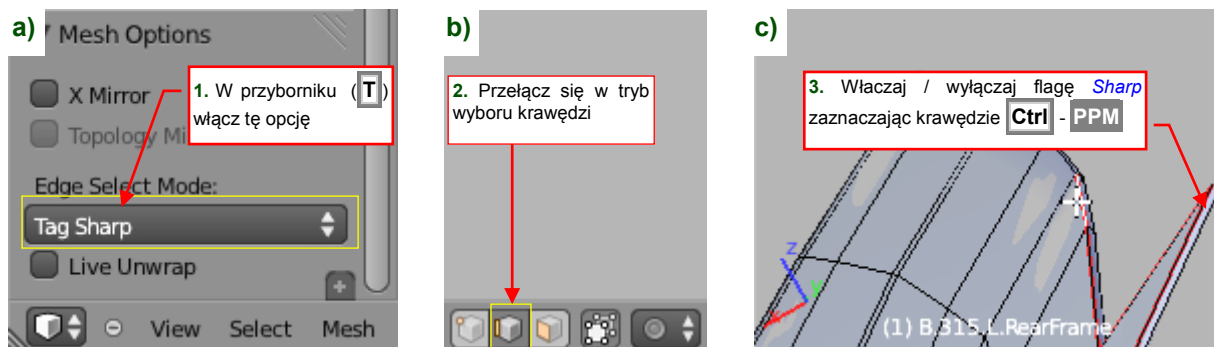 a)
Mesh Options
X Mirror
1. W przyborniku (T)
włącz tę opcję
Topology Mi
Edge Select Mode:
Tag Sharp
Live Unwrap
View Select Mesh
b)
2. Przełącz się w tryb
wyboru krawędzi
c)
3. Właczaj / wyłączaj flagę Sharp
zaznaczając krawędzie Ctrl - PPM
z
y
x
(1) B.315.L.RearFrame